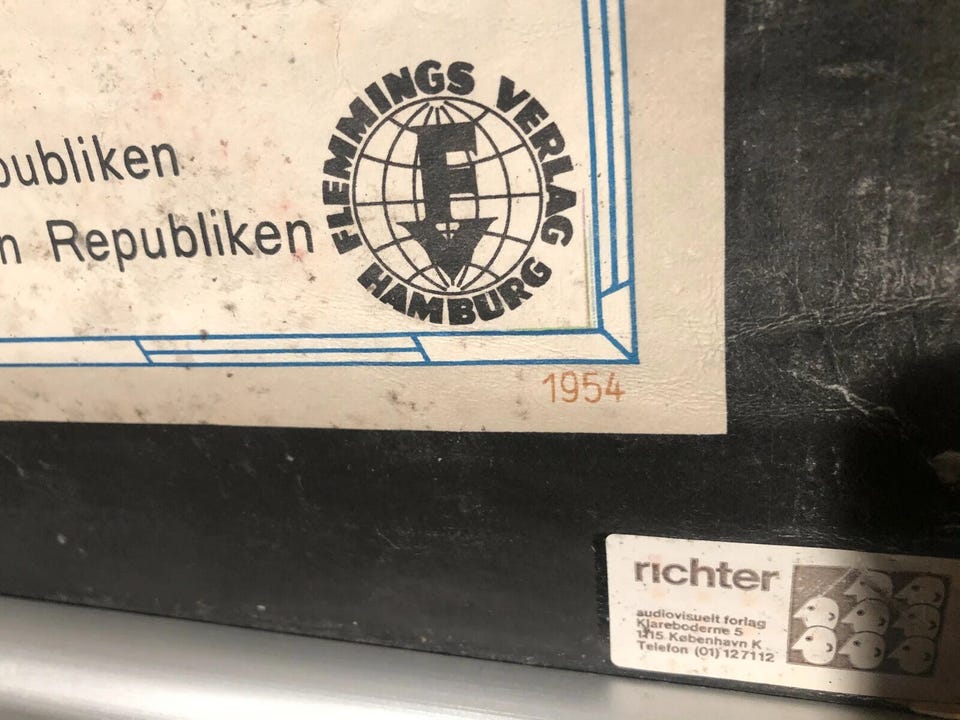 publiken
n Republiken
FLEMMINGS VERLAG
HAMBURG
F
1954
richter
audiovisuelt forlag
Klareboderne 5
1115 København K
Telefon (01) 127112